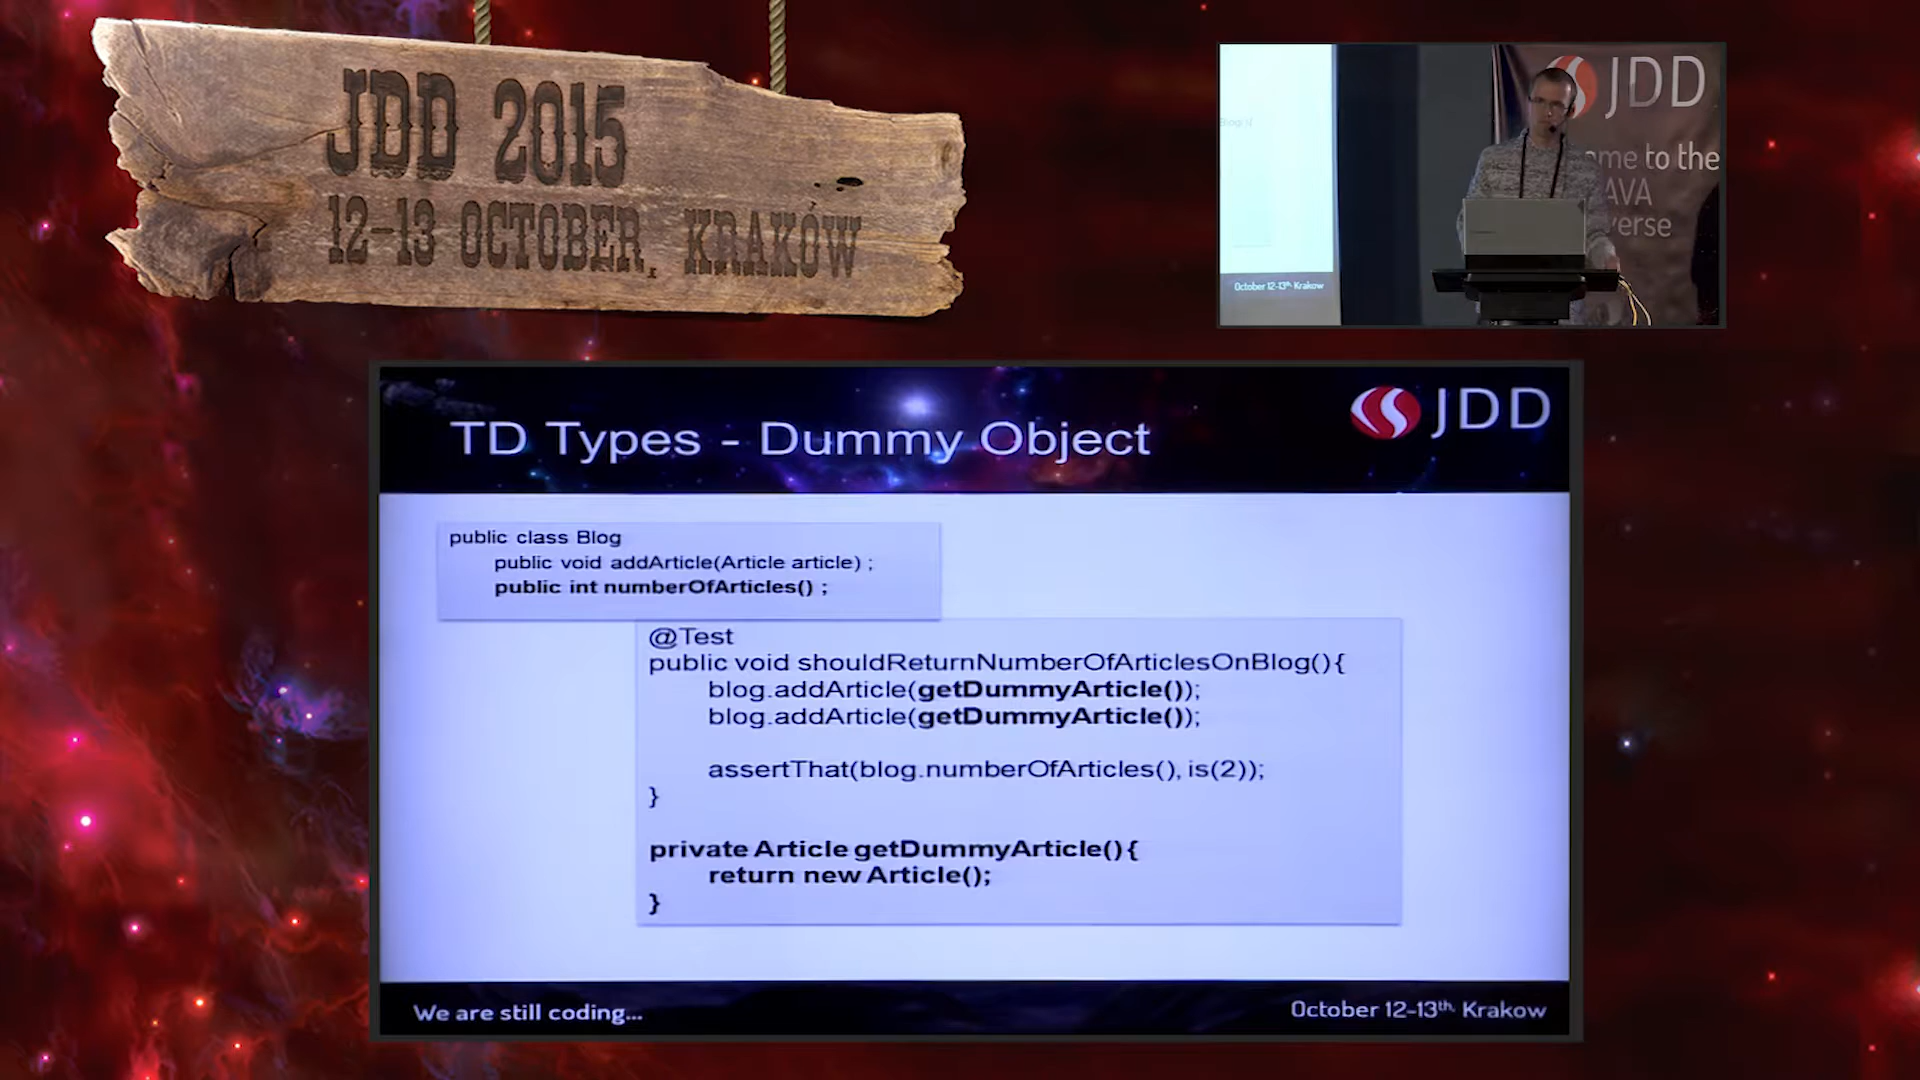 JDD 2015
12-13 OCTOBER, KRAKÓW
JDD
ome to the
AVA
verse
October 12-13th, Krakow
TD Types - Dummy Object
JDD
public class Blog
public void addArticle(Article article) ;
public int numberOfArticles() ;
@Test
public void shouldReturnNumberOfArticlesOnBlog(){
blog.addArticle(getDummyArticle());
blog.addArticle(getDummyArticle());
assertThat(blog.numberOfArticles(), is(2));
}
private Article getDummyArticle(){
return new Article();
}
We are still coding...
October 12-13th, Krakow